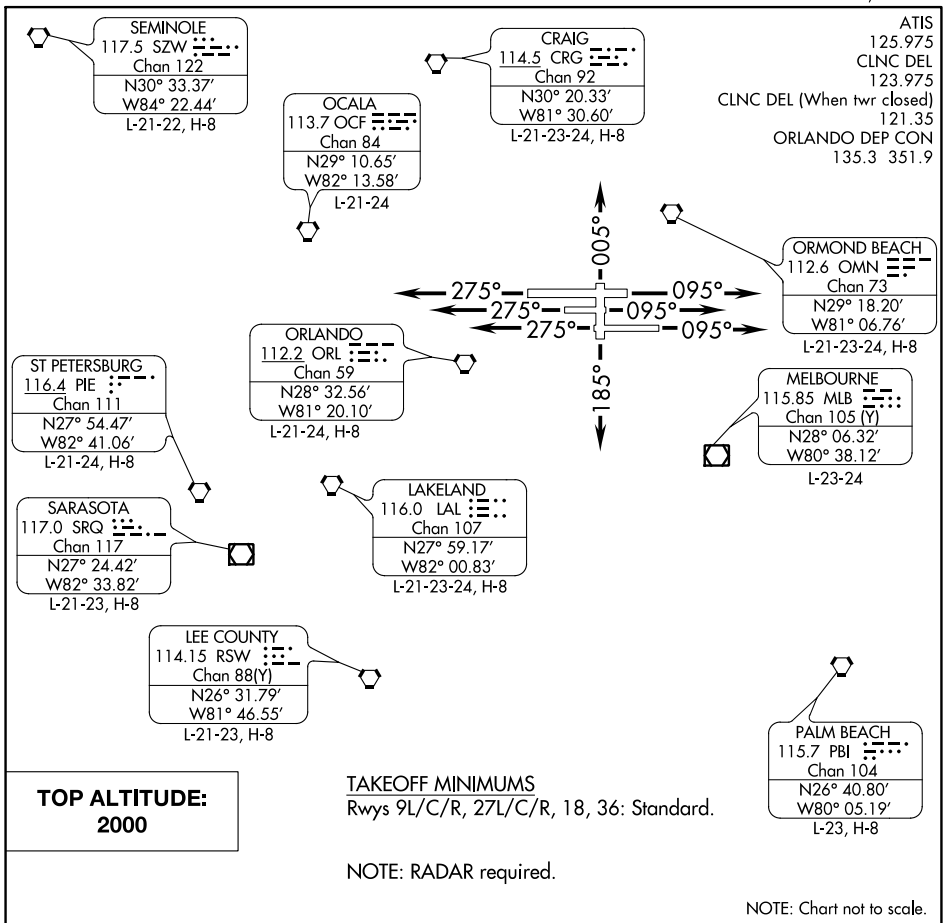 SEMINOLE
117.5 SZW
Chan 122
N30° 33.37′
W84° 22.44′
L-21-22, H-8
CRAIG
114.5 CRG
Chan 92
N30° 20.33′
W81° 30.60′
L-21-23-24, H-8
ATIS
125.975
CLNC DEL
123.975
CLNC DEL (When twr closed)
121.35
ORLANDO DEP CON
135.3 351.9
OCALA
113.7 OCF
Chan 84
N29° 10.65′
W82° 13.58′
L-21-24
005°
275° 095°
275° 095°
275° 095°
185°
ORMOND BEACH
112.6 OMN
Chan 73
N29° 18.20′
W81° 06.76′
L-21-23-24, H-8
ORLANDO
112.2 ORL
Chan 59
N28° 32.56′
W81° 20.10′
L-21-24, H-8
ST PETERSBURG
116.4 PIE
Chan 111
N27° 54.47′
W82° 41.06′
L-21-24, H-8
MELBOURNE
115.85 MLB
Chan 105 (Y)
N28° 06.32′
W80° 38.12′
L-23-24
SARASOTA
117.0 SRQ
Chan 117
N27° 24.42′
W82° 33.82′
L-21-23, H-8
LAKELAND
116.0 LAL
Chan 107
N27° 59.17′
W82° 00.83′
L-21-23-24, H-8
LEE COUNTY
114.15 RSW
Chan 88(Y)
N26° 31.79′
W81° 46.55′
L-21-23, H-8
PALM BEACH
115.7 PBI
Chan 104
N26° 40.80′
W80° 05.19′
L-23, H-8
TOP ALTITUDE:
2000
TAKEOFF MINIMUMS
Rwys 9L/C/R, 27L/C/R, 18, 36: Standard.
NOTE: RADAR required.
NOTE: Chart not to scale.